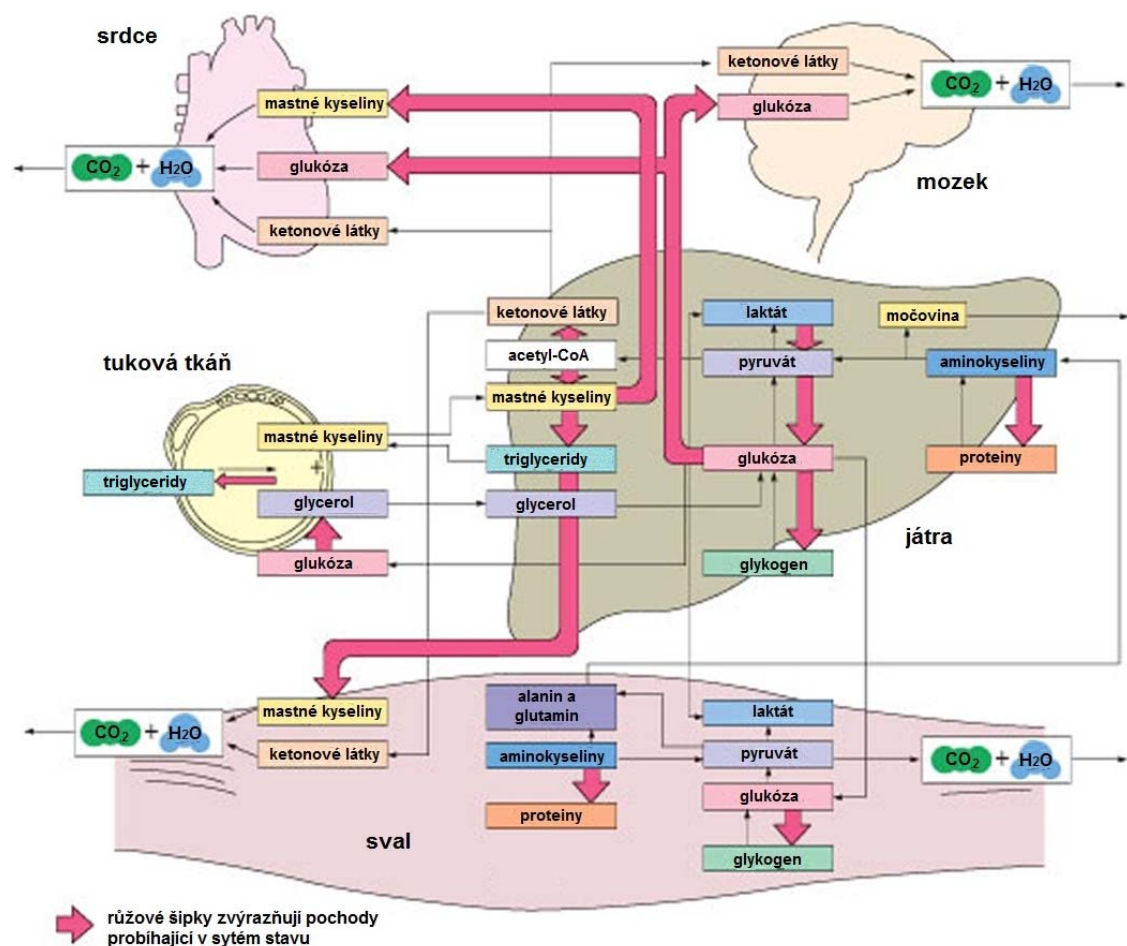 srdce
mastné kyseliny
glukóza
ketonové látky
CO2 + H2O
ketonové látky
glukóza
CO2 + H2O
mozek
tuková tkáň
mastné kyseliny
triglyceridy
+
glycerol
glukóza
ketonové látky
acetyl-CoA
mastné kyseliny
triglyceridy
glycerol
laktát
pyruvát
glukóza
glykogen
močovina
aminokyseliny
proteiny
játra
mastné kyseliny
ketonové látky
CO2 + H2O
alanin a
glutamin
aminokyseliny
proteiny
laktát
pyruvát
glukóza
glykogen
CO2 + H2O
sval
růžové šipky zvýrazňují pochody
probíhající v sytém stavu